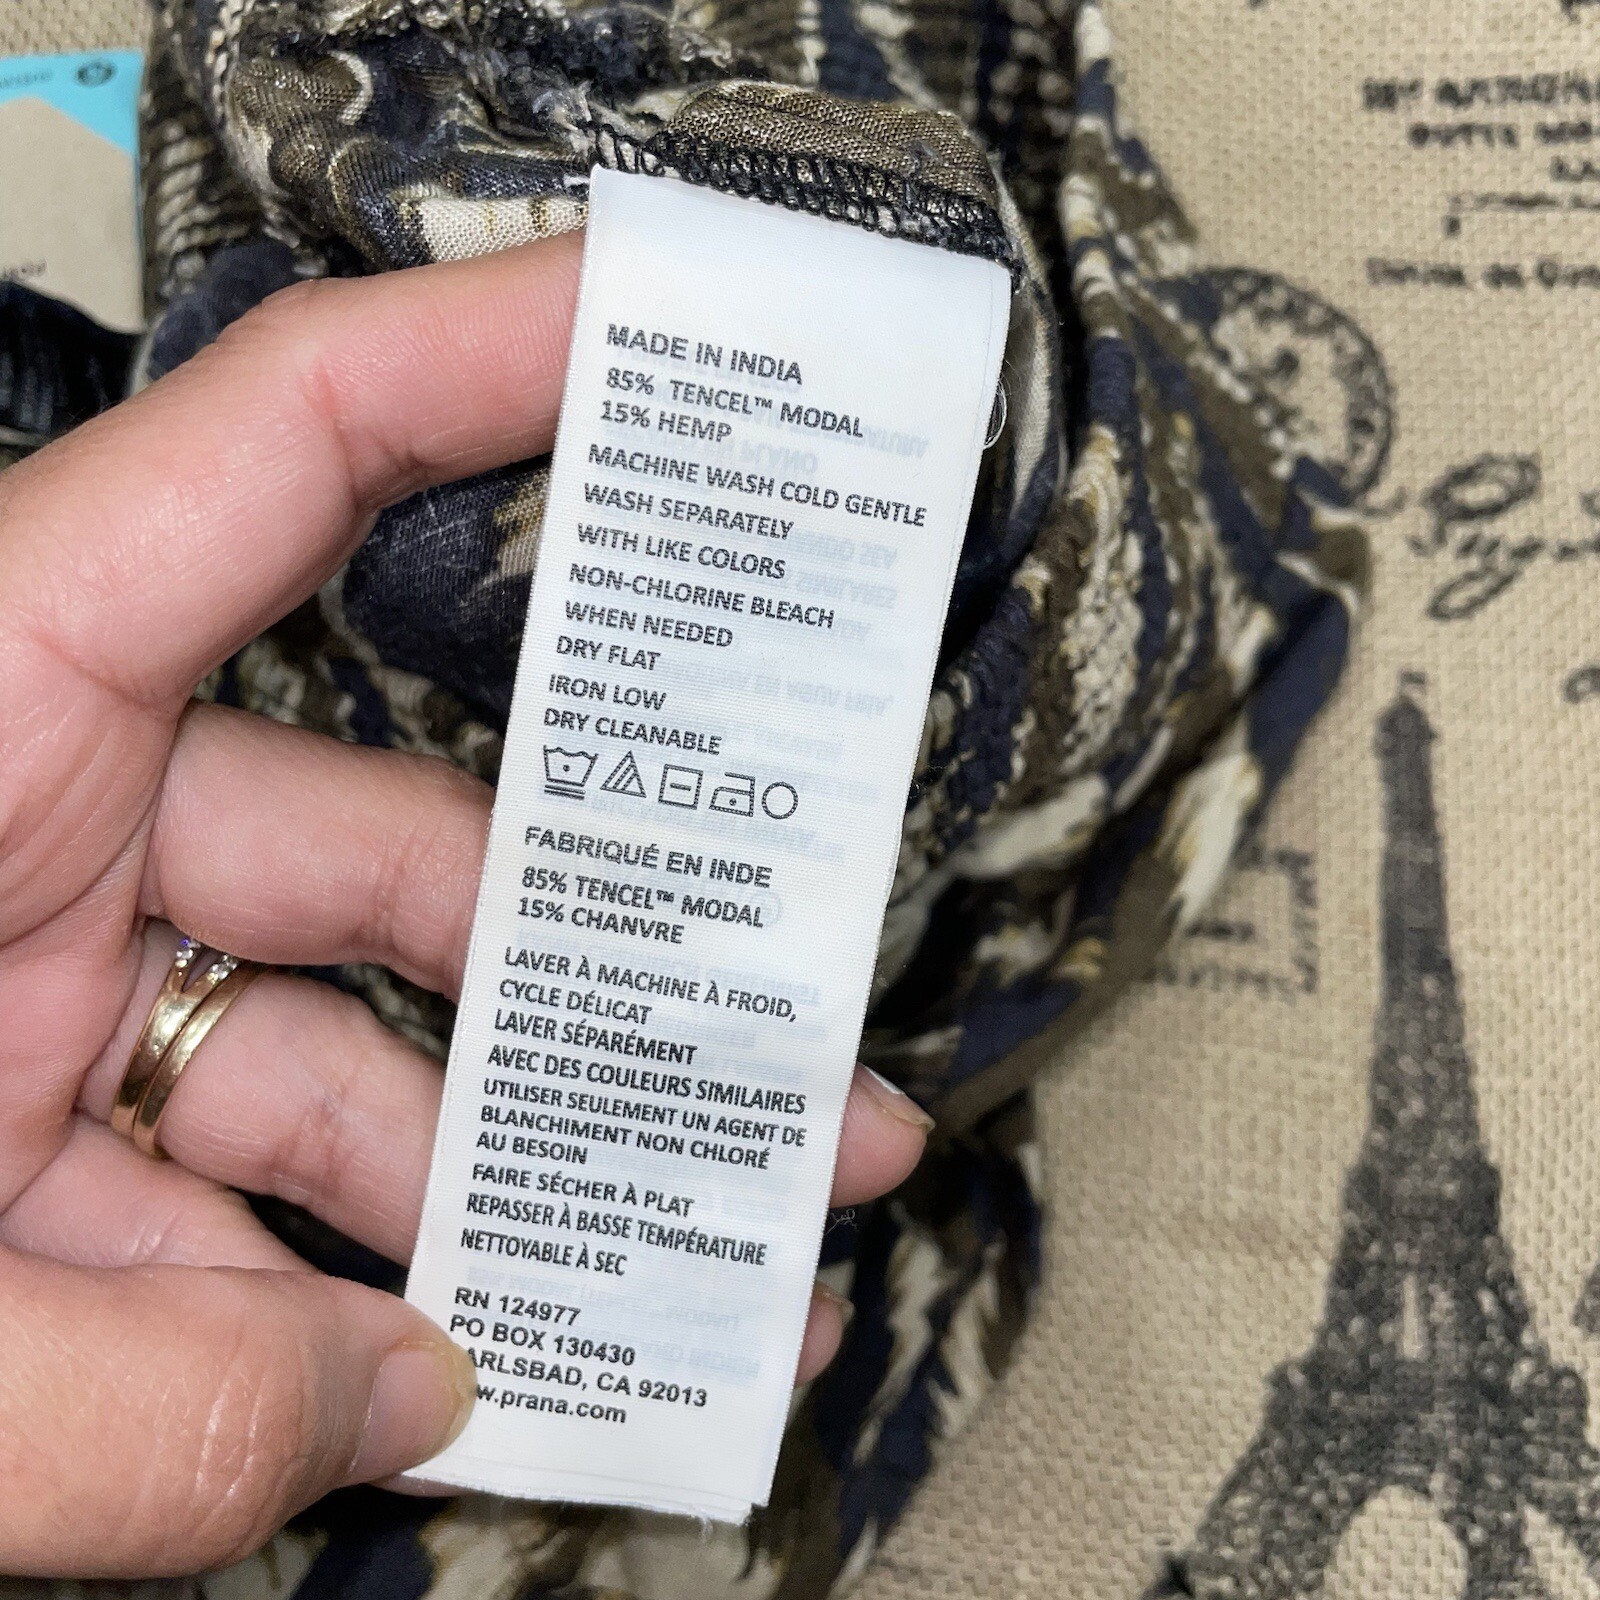 MADE IN INDIA
85% TENCEL™ MODAL
15% HEMP
MACHINE WASH COLD GENTLE
WASH SEPARATELY
WITH LIKE COLORS
NON-CHLORINE BLEACH
WHEN NEEDED
DRY FLAT
IRON LOW
DRY CLEANABLE
FABRIQUÉ EN INDE
85% TENCEL™ MODAL
15% CHANVRE
LAVER À MACHINE À FROID,
CYCLE DÉLICAT
LAVER SÉPARÉMENT
AVEC DES COULEURS SIMILAIRES
UTILISER SEULEMENT UN AGENT DE
BLANCHIMENT NON CHLORÉ
AU BESOIN
FAIRE SÉCHER À PLAT
REPASSER À BASSE TEMPÉRATURE
NETTOYABLE À SEC
RN 124977
PO BOX 130430
ARLSBAD, CA 92013
w.prana.com